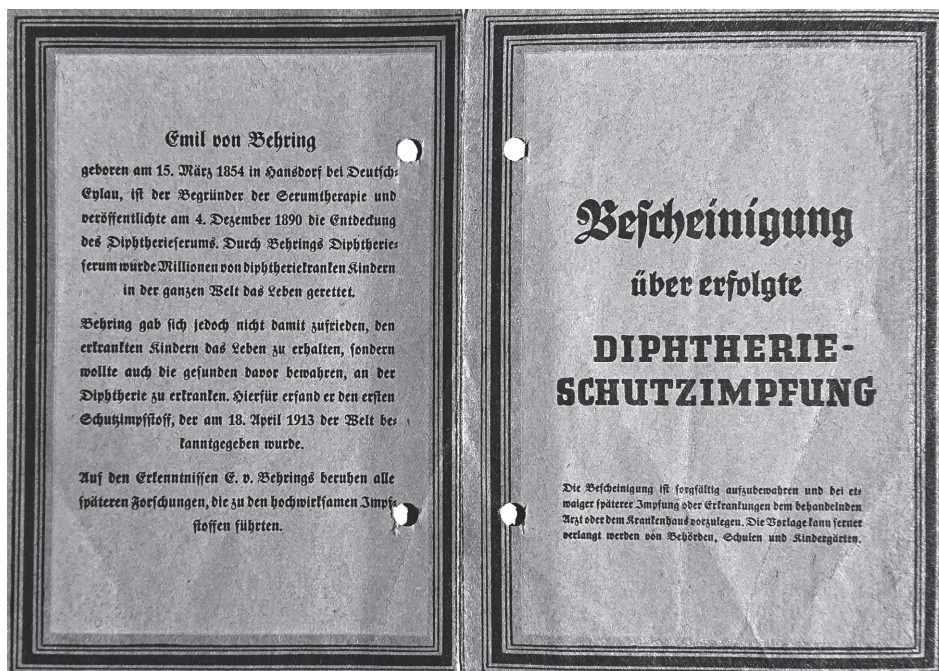 Emil von Behring
geboren am 15. März 1854 in Hansdorf bei Deutsch-
Eylau, ist der Begründer der Serumtherapie und
veröffentlichte am 4. Dezember 1890 die Entdeckung
des Diphtherieserums. Durch Behrings Diphtherie-
serum wurde Millionen von diphtheriekranken Kindern
in der ganzen Welt das Leben gerettet.
Behring gab sich jedoch nicht damit zufrieden, den
erkrankten Kindern das Leben zu erhalten, sondern
wollte auch die gesunden davor bewahren, an der
Diphtherie zu erkranken. Hierfür erfand er den ersten
Schutzimpfstoff, der am 18. April 1913 der Welt be-
kanntgegeben wurde.
Auf den Erkenntnissen E. v. Behrings beruhen alle
späteren Forschungen, die zu den hochwirksamen Impf-
stoffen führten.
Bescheinigung
über erfolgte
DIPHTHERIE-
SCHUTZIMPFUNG
Die Bescheinigung ist sorgfältig aufzubewahren und bei et-
waiger späterer Impfung oder Erkrankungen dem behandelnden
Arzt oder dem Krankenhaus vorzulegen. Die Vorlage kann ferner
verlangt werden von Behörden, Schulen und Kindergärten.